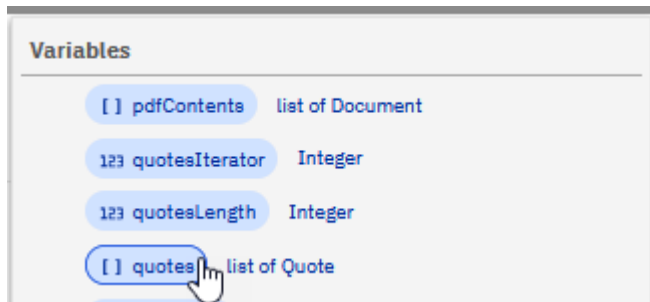 Variables
[] pdfContents list of Document
123 quotesIterator Integer
123 quotesLength Integer
[] quotes list of Quote